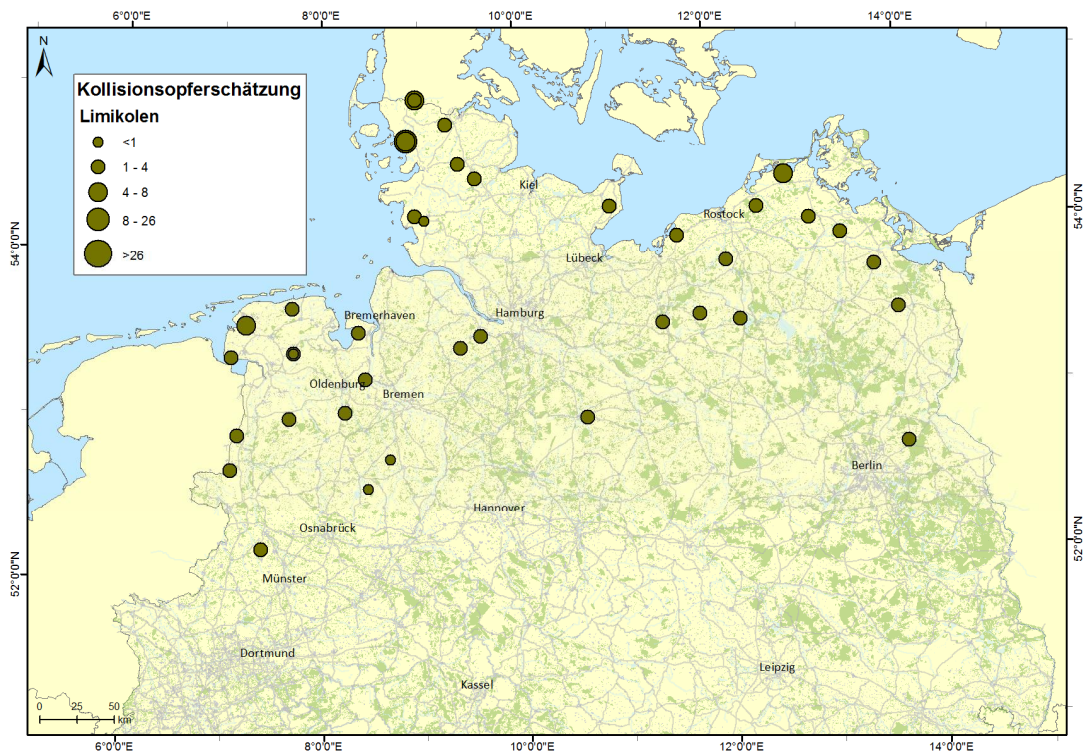 6°0'0"E 8°0'0"E 10°0'0"E 12°0'0"E 14°0'0"E
N
Kollisionsopferschätzung
Limikolen
<1
1 - 4
4 - 8
8 - 26
>26
54°0'0"N
54°0'0"N
Kiel
Rostock
Lübeck
Bremerhaven
Hamburg
Oldenburg
Bremen
Berlin
Hannover
Osnabrück
52°0'0"N
52°0'0"N
Münster
Dortmund
Leipzig
Kassel
0 25 50
km
6°0'0"E 8°0'0"E 10°0'0"E 12°0'0"E 14°0'0"E